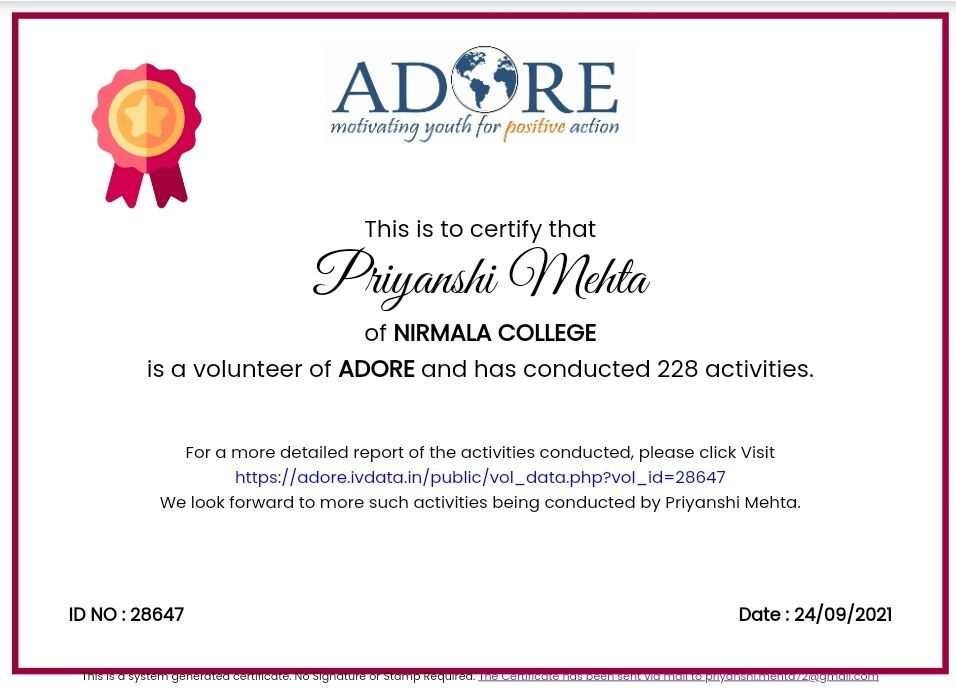 ADORE
motivating youth for positive action
This is to certify that
Priyanshi Mehta
of NIRMALA COLLEGE
is a volunteer of ADORE and has conducted 228 activities.
For a more detailed report of the activities conducted, please click Visit
https://adore.ivdata.in/public/vol_data.php?vol_id=28647
We look forward to more such activities being conducted by Priyanshi Mehta.
ID NO : 28647
Date : 24/09/2021
This is a system generated certificate. No Signature or Stamp Required. The Certificate has been sent via mail to priyanshi.mehta72@gmail.com